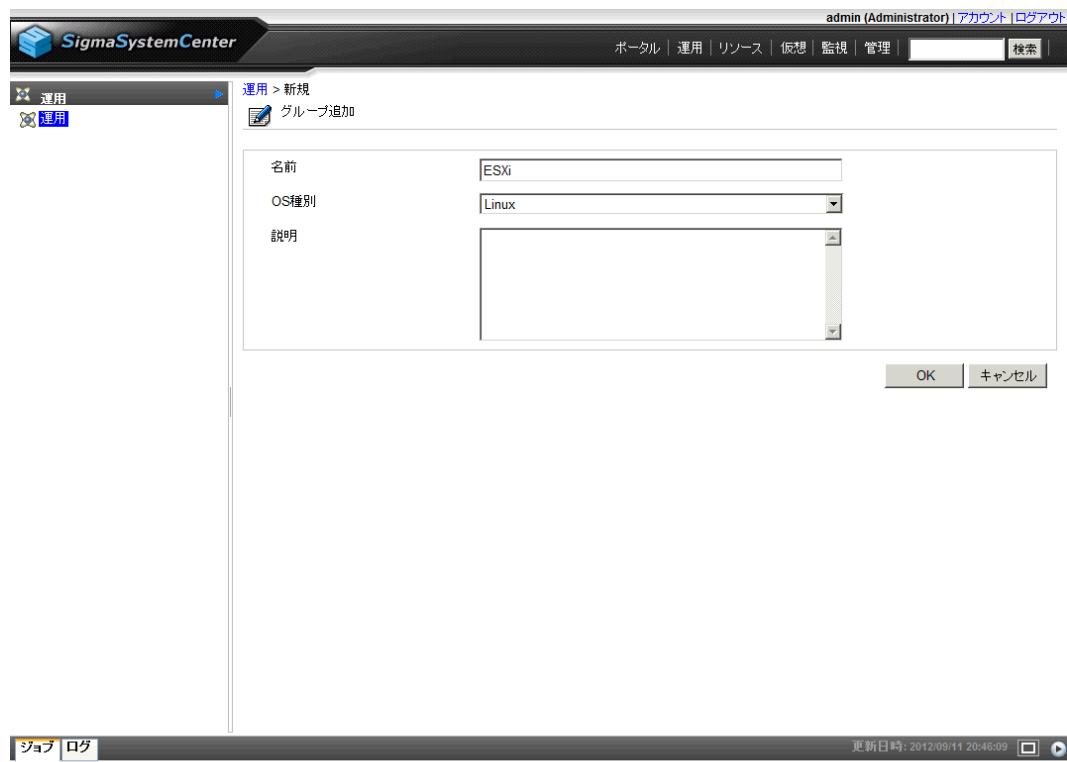 admin (Administrator) | アカウント | ログアウト
SigmaSystemCenter
ポータル | 運用 | リソース | 仮想 | 監視 | 管理 | 検索 |
運用
運用
運用 > 新規
グループ追加
名前 ESXi
OS種別 Linux
説明
OK キャンセル
ジョブ ログ 更新日時: 2012/09/11 20:46:09